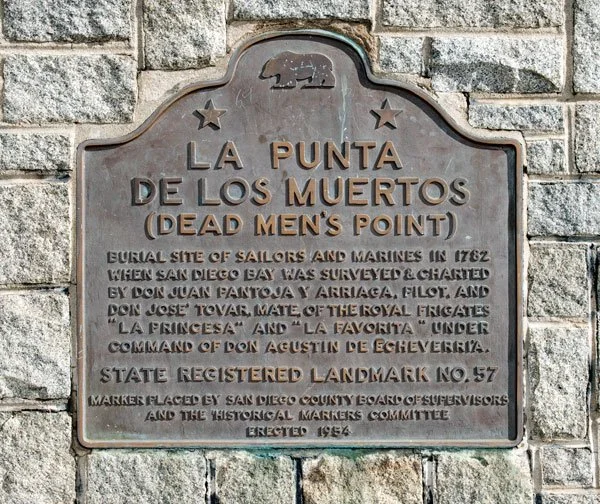 LA PUNTA
DE LOS MUERTOS
(DEAD MEN'S POINT)
BURIAL SITE OF SAILORS AND MARINES IN 1782
WHEN SAN DIEGO BAY WAS SURVEYED & CHARTED
BY DON JUAN PANTOJA Y ARRIAGA, PILOT, AND
DON JOSE' TOVAR, MATE, OF THE ROYAL FRIGATES
"LA PRINCESA" AND "LA FAVORITA" UNDER
COMMAND OF DON AGUSTIN DE ECHEVERRI'A.
STATE REGISTERED LANDMARK NO. 57
MARKER PLACED BY SAN DIEGO COUNTY BOARD OF SUPERVISORS
AND THE HISTORICAL MARKERS COMMITTEE
ERECTED 1954